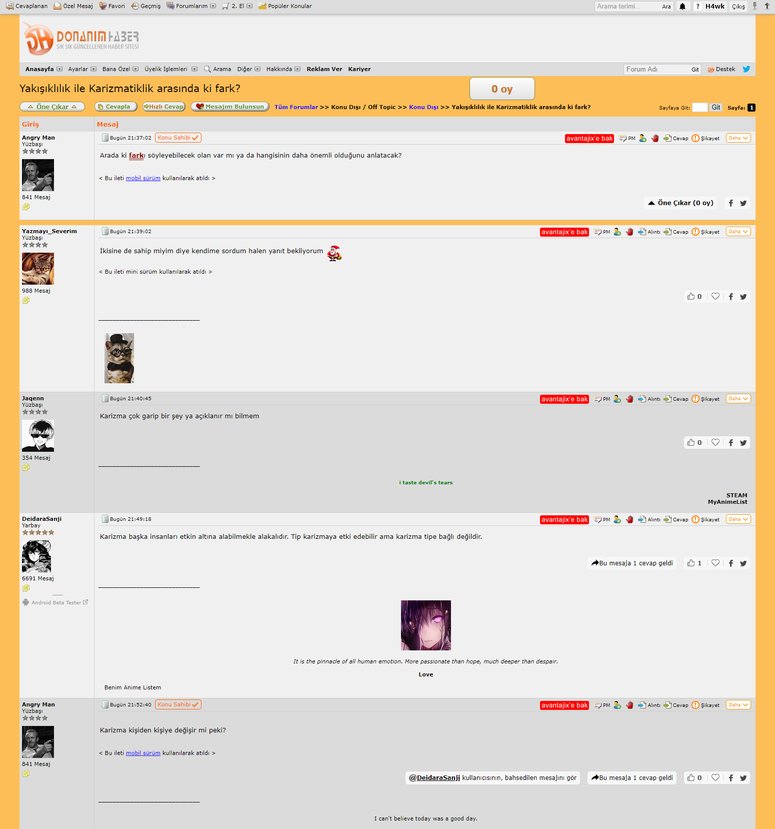 Cevaplanan Özel Mesaj Favori Geçmiş Forumlarım 2. El Popüler Konular Arama terimi Ara ? H4wk Çıkış
DONANIMHABER
SIK SIK GÜNCELLENEN HABER SİTESİ
Anasayfa Ayarlar Bana Özel Üyelik İşlemleri Arama Diğer Hakkında Reklam Ver Kariyer Forum Adı Git Destek
Yakışıklılık ile Karizmatiklik arasında ki fark?
0 oy
Öne Çıkar Cevapla Hızlı Cevap Mesajım Bulunsun Tüm Forumlar >> Konu Dışı / Off Topic >> Konu Dışı >> Yakışıklılık ile Karizmatiklik arasında ki fark? Sayfaya Git: Git Sayfa: 1
Giriş Mesaj
Angry Man
Yüzbaşı
841 Mesaj
Bugün 21:37:02 Konu Sahibi avantajix'e bak PM Cevap Şikayet Daha
Arada ki farkı söyleyebilecek olan var mı ya da hangisinin daha önemli olduğunu anlatacak?
< Bu ileti mobil sürüm kullanılarak atıldı >
Öne Çıkar (0 oy)
Yazmayı_Severim
Yüzbaşı
988 Mesaj
Bugün 21:39:02 avantajix'e bak PM Alıntı Cevap Şikayet Daha
İkisine de sahip miyim diye kendime sordum halen yanıt bekliyorum
< Bu ileti mini sürüm kullanılarak atıldı >
0
Jaqenn
Yüzbaşı
354 Mesaj
Bugün 21:40:45 avantajix'e bak PM Alıntı Cevap Şikayet Daha
Karizma çok garip bir şey ya açıklanır mı bilmem
0
i taste devil's tears
STEAM
MyAnimeList
DeidaraSanji
Yarbay
6691 Mesaj
Android Beta Tester
Bugün 21:49:18 avantajix'e bak PM Alıntı Cevap Şikayet Daha
Karizma başka insanları etkin altına alabilmekle alakalıdır. Tip karizmaya etki edebilir ama karizma tipe bağlı değildir.
Bu mesaja 1 cevap geldi 1
It is the pinnacle of all human emotion. More passionate than hope, much deeper than despair.
Love
Benim Anime Listem
Angry Man
Yüzbaşı
841 Mesaj
Bugün 21:52:40 Konu Sahibi avantajix'e bak PM Alıntı Cevap Şikayet Daha
Karizma kişiden kişiye değişir mi peki?
< Bu ileti mobil sürüm kullanılarak atıldı >
@DeidaraSanji kullanıcısının, bahsedilen mesajını gör Bu mesaja 1 cevap geldi 0
I can't believe today was a good day.